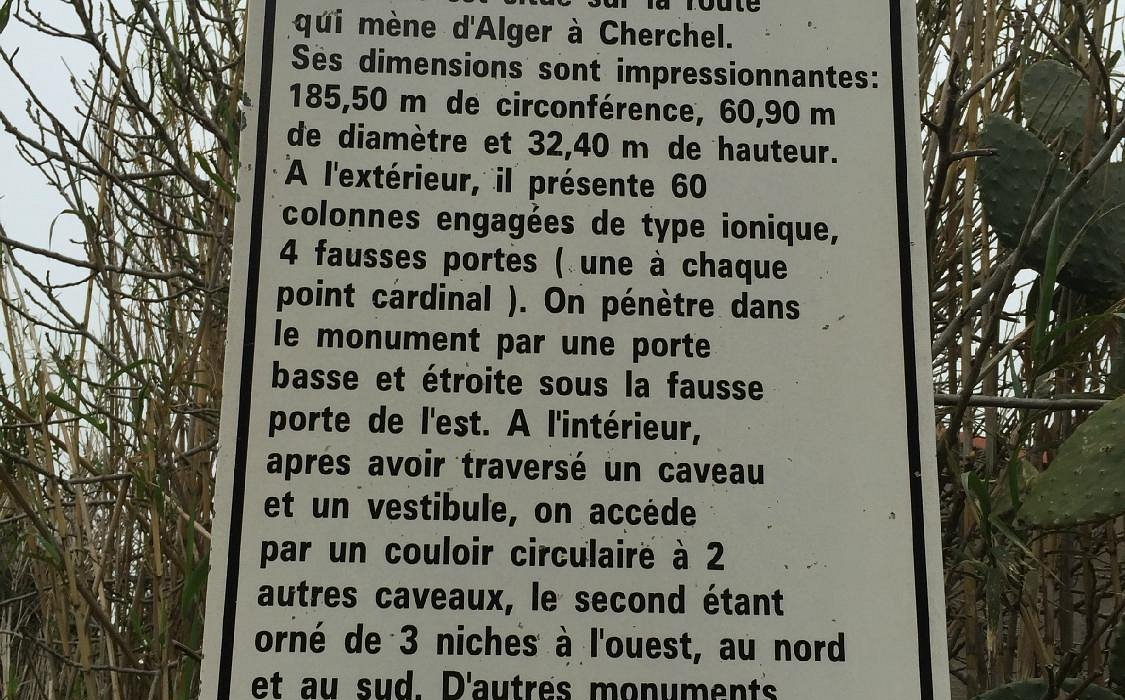 est situé sur la route
qui mène d'Alger à Cherchel.
Ses dimensions sont impressionnantes:
185,50 m de circonférence, 60,90 m
de diamètre et 32,40 m de hauteur.
A l'extérieur, il présente 60
colonnes engagées de type ionique,
4 fausses portes ( une à chaque
point cardinal ). On pénètre dans
le monument par une porte
basse et étroite sous la fausse
porte de l'est. A l'intérieur,
aprés avoir traversé un caveau
et un vestibule, on accéde
par un couloir circulaire à 2
autres caveaux, le second étant
orné de 3 niches à l'ouest, au nord
et au sud. D'autres monuments